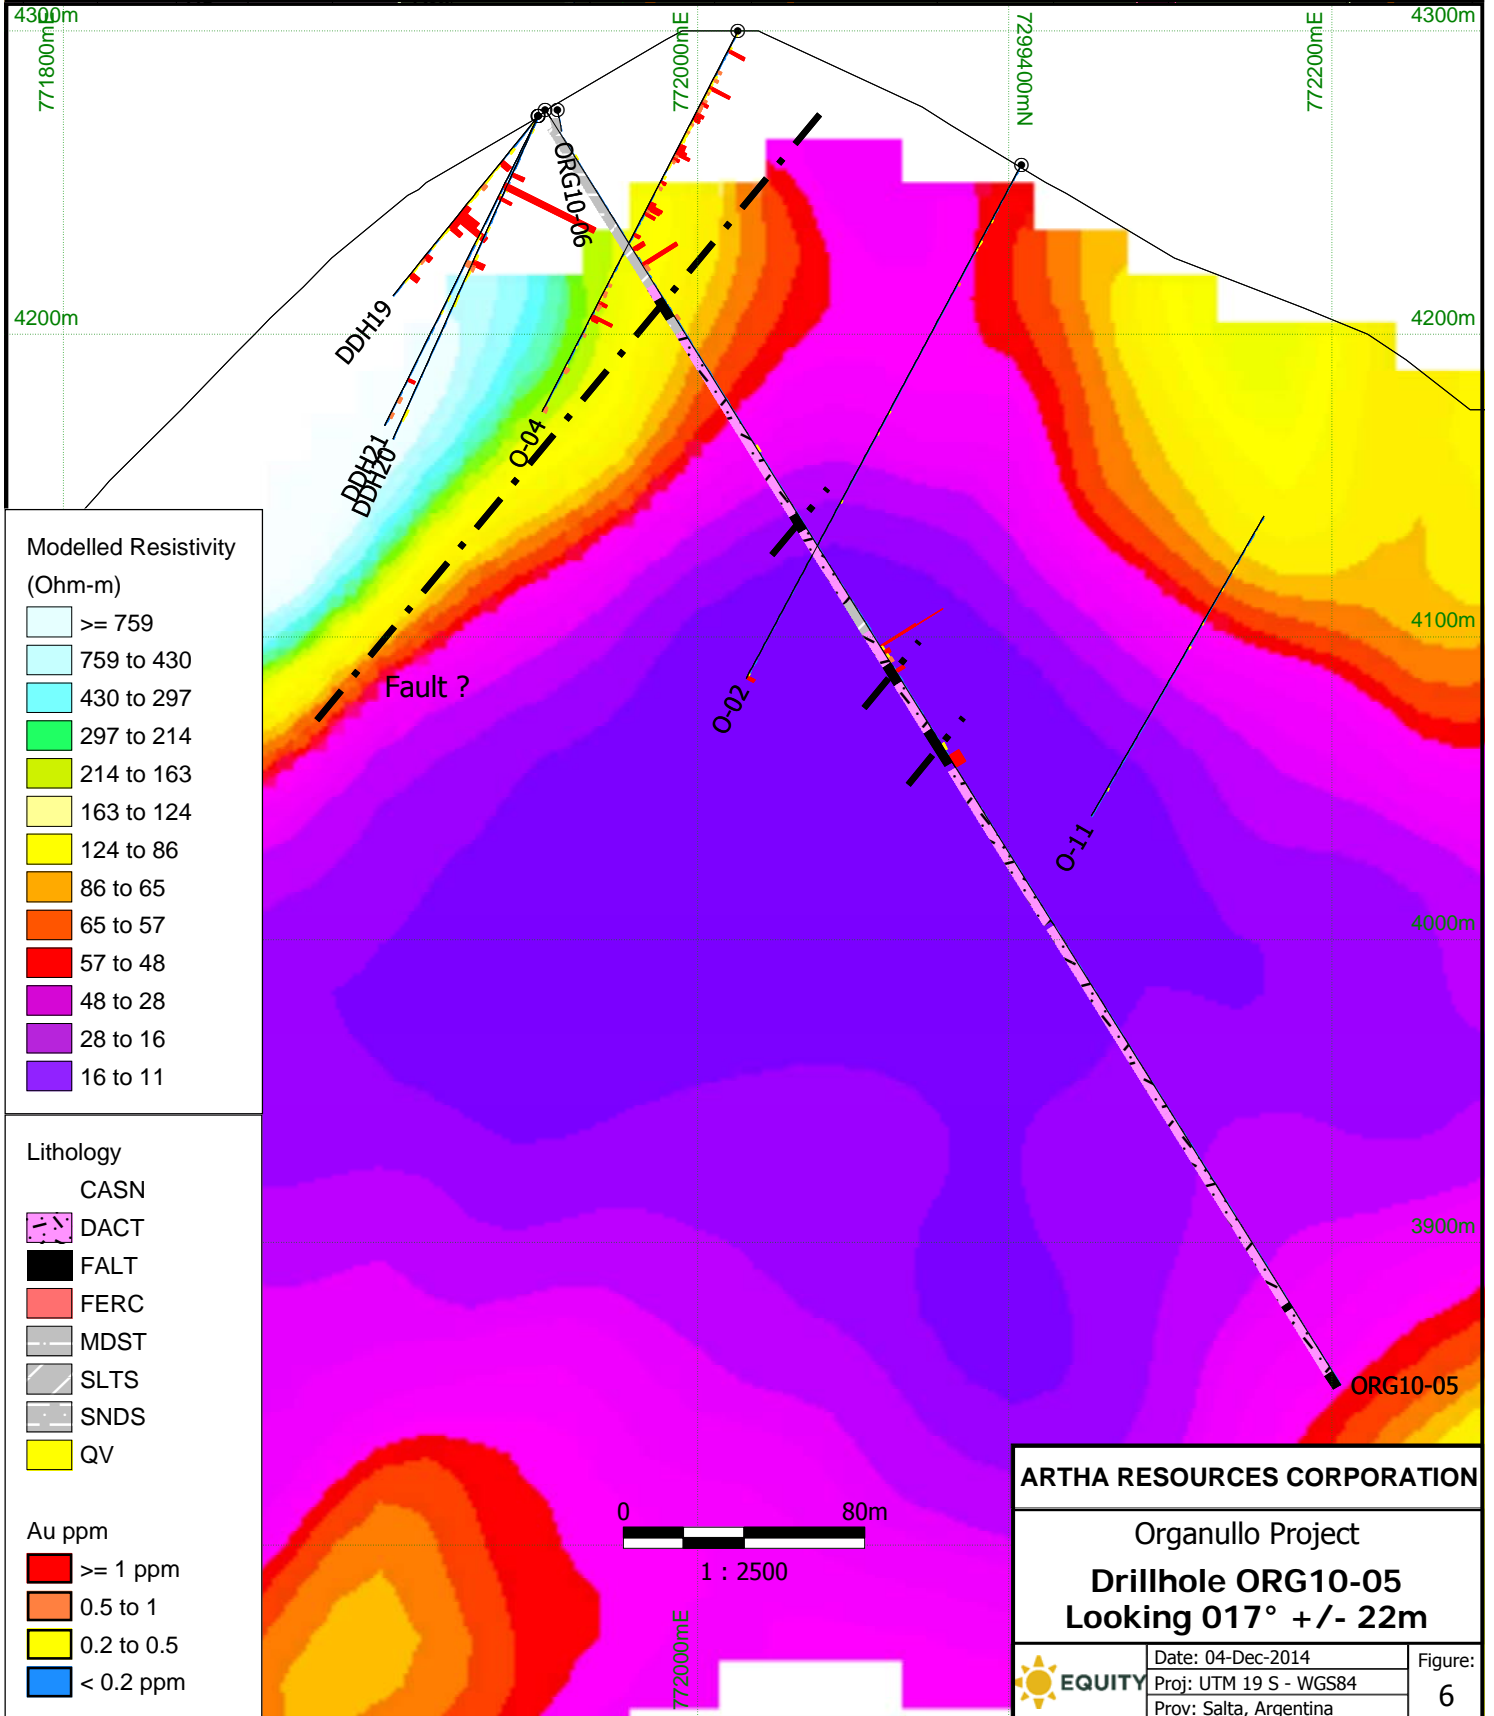 4300m
771800mE
772000mE
7299400mN
772200mE
4300m
ORG10-06
DDH19
4200m
4200m
DDH21
DDH20
O-04
Modelled Resistivity
(Ohm-m)
>= 759
759 to 430
430 to 297
297 to 214
214 to 163
163 to 124
124 to 86
86 to 65
65 to 57
57 to 48
48 to 28
28 to 16
16 to 11
4100m
Fault ?
O-02
O-11
4000m
Lithology
CASN
DACT
FALT
FERC
MDST
SLTS
SNDS
QV
3900m
ORG10-05
Au ppm
>= 1 ppm
0.5 to 1
0.2 to 0.5
< 0.2 ppm
0 80m
1 : 2500
772000mE
ARTHA RESOURCES CORPORATION
Organullo Project
Drillhole ORG10-05
Looking 017° +/- 22m
EQUITY
Date: 04-Dec-2014
Proj: UTM 19 S - WGS84
Prov: Salta, Argentina
Figure:
6